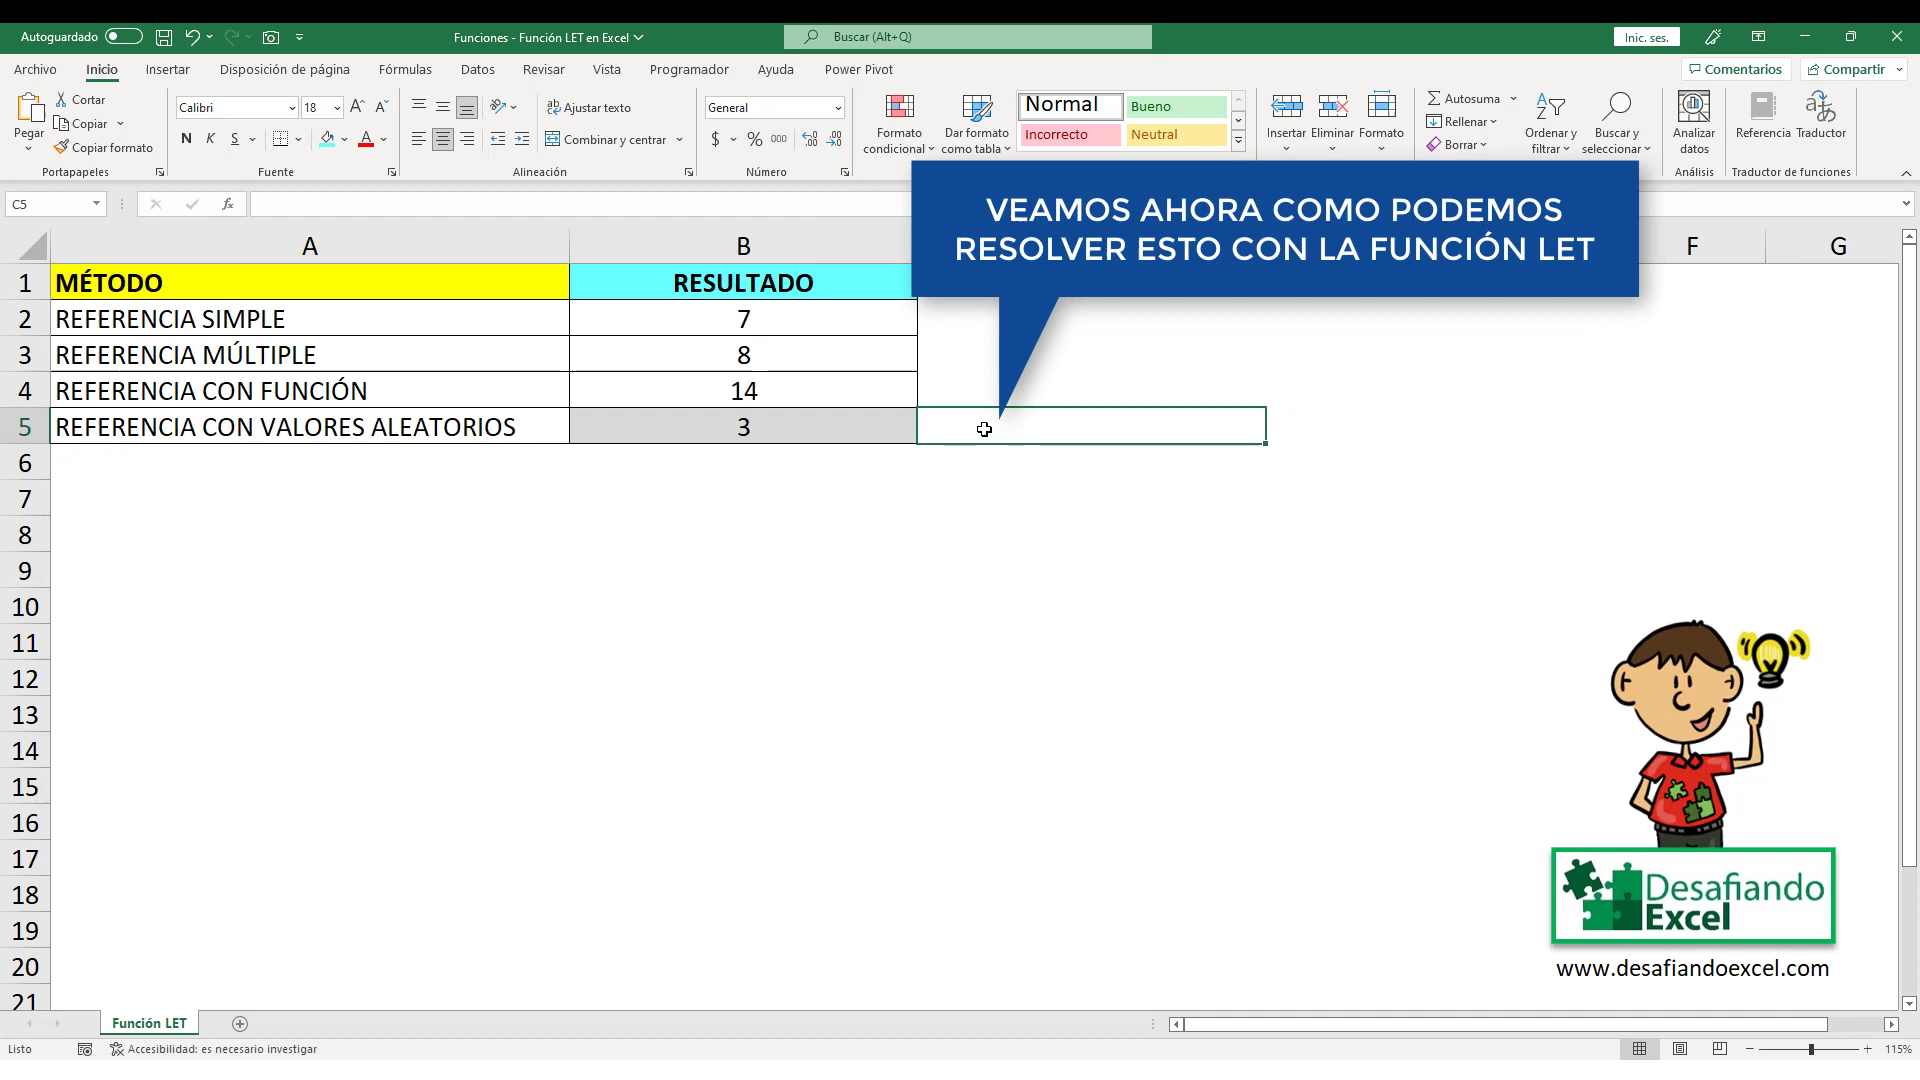 Autoguardado
Funciones - Función LET en Excel
Buscar (Alt+Q)
Inic. ses.
Archivo Inicio Insertar Disposición de página Fórmulas Datos Revisar Vista Programador Ayuda Power Pivot
Comentarios Compartir
Pegar
Cortar
Copiar
Copiar formato
Portapapeles
Calibri 18
N K S
Fuente
Ajustar texto
Combinar y centrar
Alineación
General
$ % 000
Número
Formato condicional
Dar formato como tabla
Normal Bueno
Incorrecto Neutral
Insertar Eliminar Formato
Autosuma
Rellenar
Borrar
Ordenar y filtrar
Buscar y seleccionar
Analizar datos
Análisis
Referencia Traductor
Traductor de funciones
C5
fx
VEAMOS AHORA COMO PODEMOS
RESOLVER ESTO CON LA FUNCIÓN LET
A B F G
1 MÉTODO RESULTADO
2 REFERENCIA SIMPLE 7
3 REFERENCIA MÚLTIPLE 8
4 REFERENCIA CON FUNCIÓN 14
5 REFERENCIA CON VALORES ALEATORIOS 3
6
7
8
9
10
11
12
13
14
15
16
17
18
19
20
21
Desafiando
Excel
www.desafiandoexcel.com
Función LET
Listo
Accesibilidad: es necesario investigar
115%